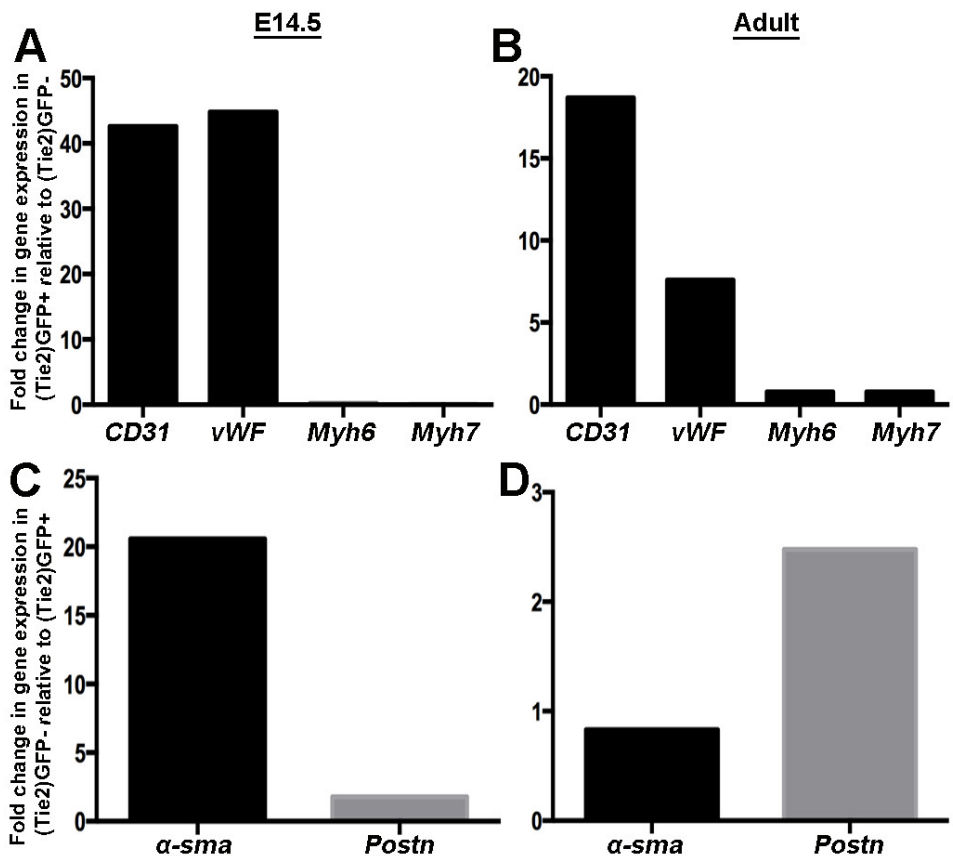 E14.5
Adult
A
B
Fold change in gene expression in
(Tie2)GFP+ relative to (Tie2)GFP-
50
40
30
20
10
0
CD31 vWF Myh6 Myh7
20
15
10
5
0
CD31 vWF Myh6 Myh7
C
D
Fold change in gene expression in
(Tie2)GFP- relative to (Tie2)GFP+
25
20
15
10
5
0
α-sma Postn
3
2
1
0
α-sma Postn